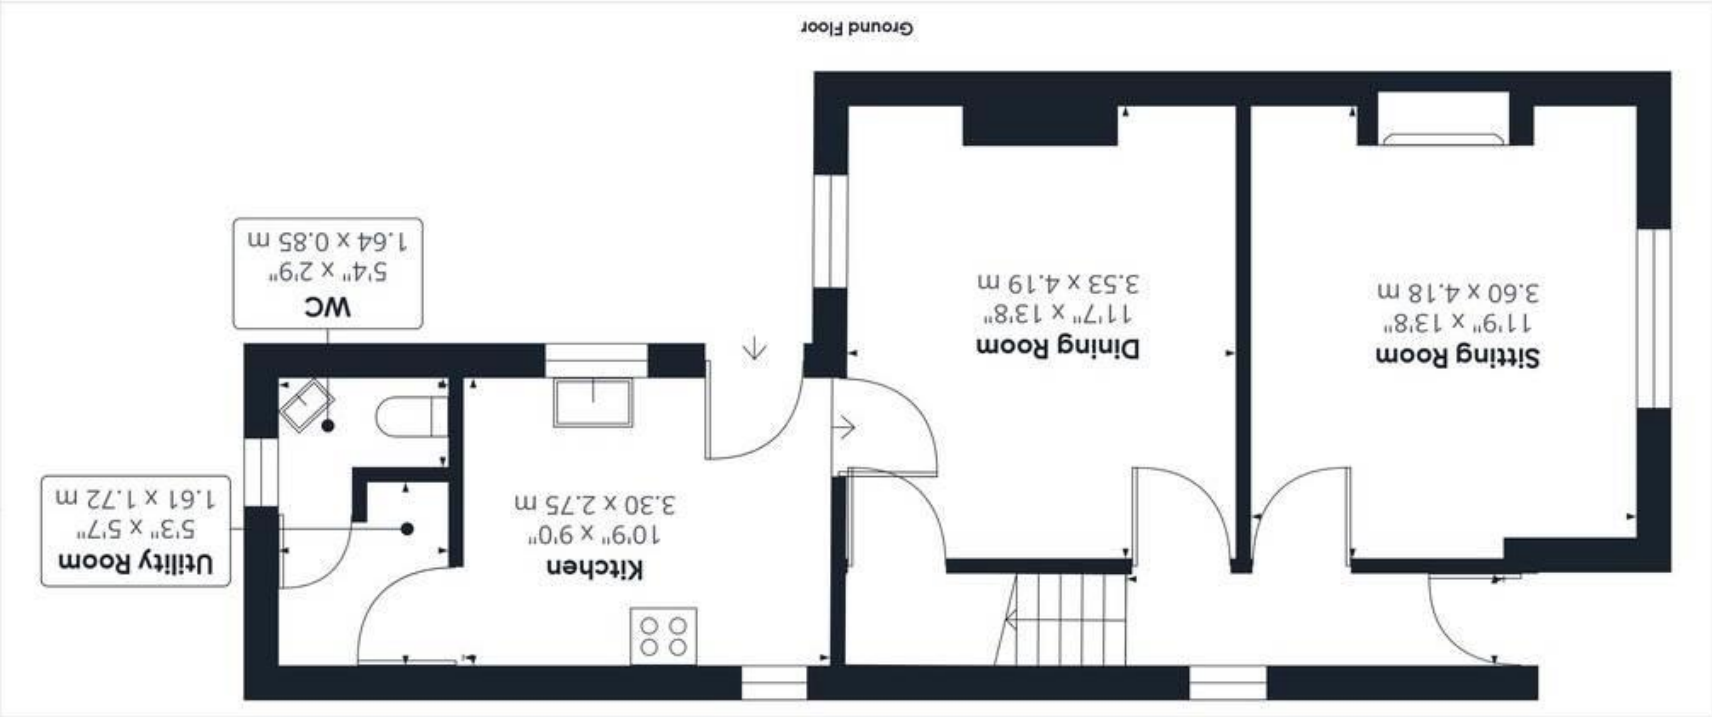 Utility Room
5'3" x 5'7"
1.61 x 1.72 m
Kitchen
10'9" x 9'0"
3.30 x 2.75 m
Sitting Room
11'9" x 13'8"
3.60 x 4.18 m
Dining Room
11'7" x 13'8"
3.53 x 4.19 m
WC
5'4" x 2'9"
1.64 x 0.85 m
Ground Floor